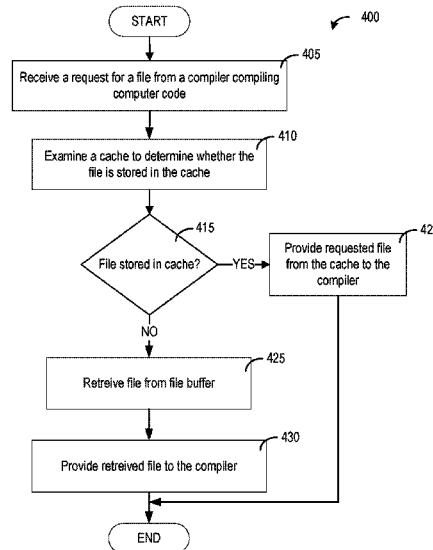 START
400
405
Receive a request for a file from a compiler compiling
computer code
410
Examine a cache to determine whether the
file is stored in the cache
415
File stored in cache?
YES
42
Provide requested file
from the cache to the
compiler
NO
425
Retreive file from file buffer
430
Provide retreived file to the compiler
END